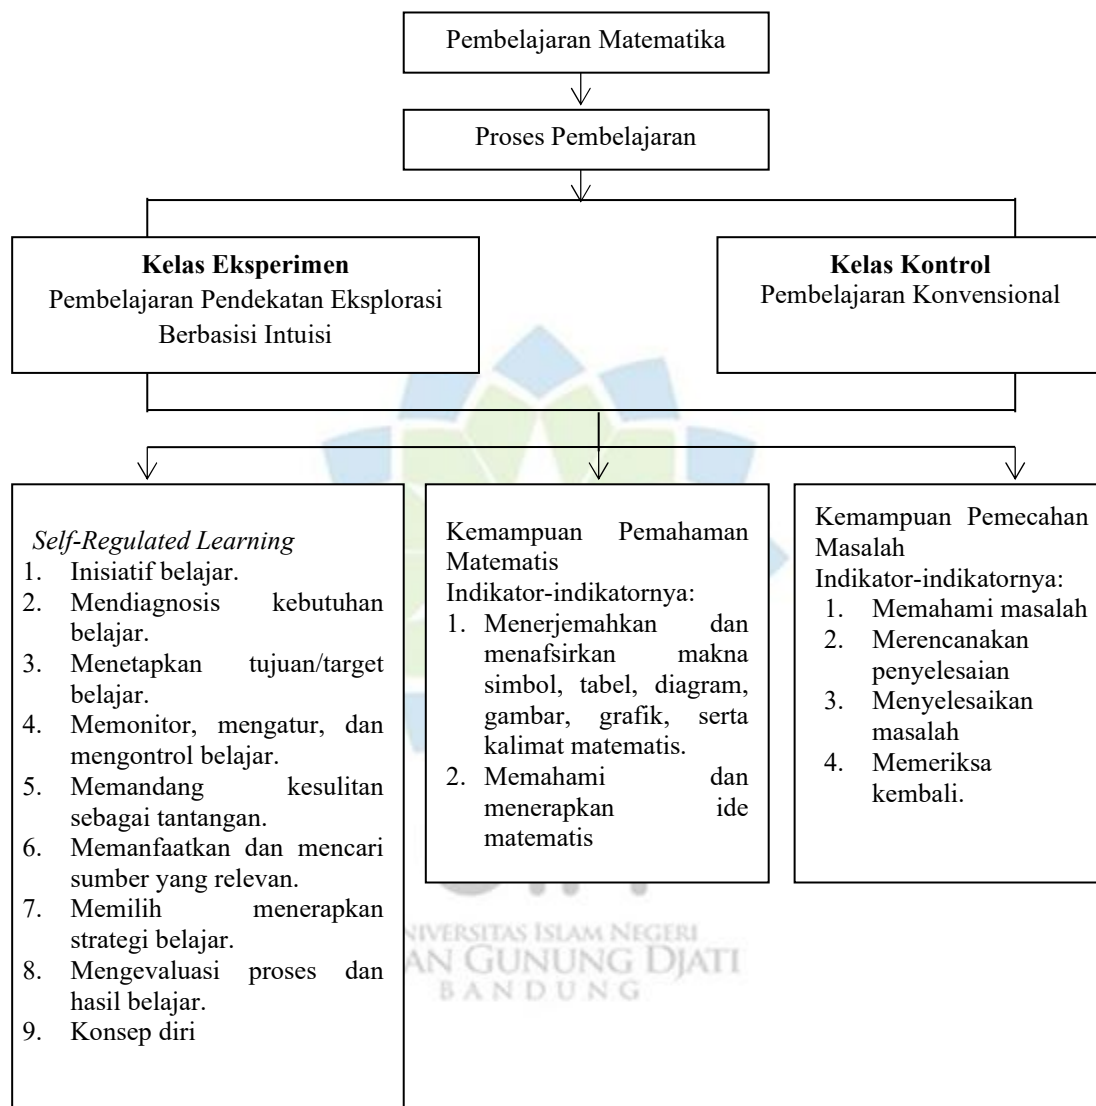 Pembelajaran Matematika
Proses Pembelajaran
Kelas Eksperimen
Pembelajaran Pendekatan Eksplorasi
Berbasisi Intuisi
Kelas Kontrol
Pembelajaran Konvensional
Self-Regulated Learning
1. Inisiatif belajar.
2. Mendiagnosis kebutuhan
belajar.
3. Menetapkan tujuan/target
belajar.
4. Memonitor, mengatur, dan
mengontrol belajar.
5. Memandang kesulitan
sebagai tantangan.
6. Memanfaatkan dan mencari
sumber yang relevan.
7. Memilih menerapkan
strategi belajar.
8. Mengevaluasi proses dan
hasil belajar.
9. Konsep diri
Kemampuan Pemahaman
Matematis
Indikator-indikatornya:
1. Menerjemahkan dan
menafsirkan makna
simbol, tabel, diagram,
gambar, grafik, serta
kalimat matematis.
2. Memahami dan
menerapkan ide
matematis
Kemampuan Pemecahan
Masalah
Indikator-indikatornya:
1. Memahami masalah
2. Merencanakan
penyelesaian
3. Menyelesaikan
masalah
4. Memeriksa
kembali.
ISLAM NEGERI
GUNUNG DJATI
BANDUNG